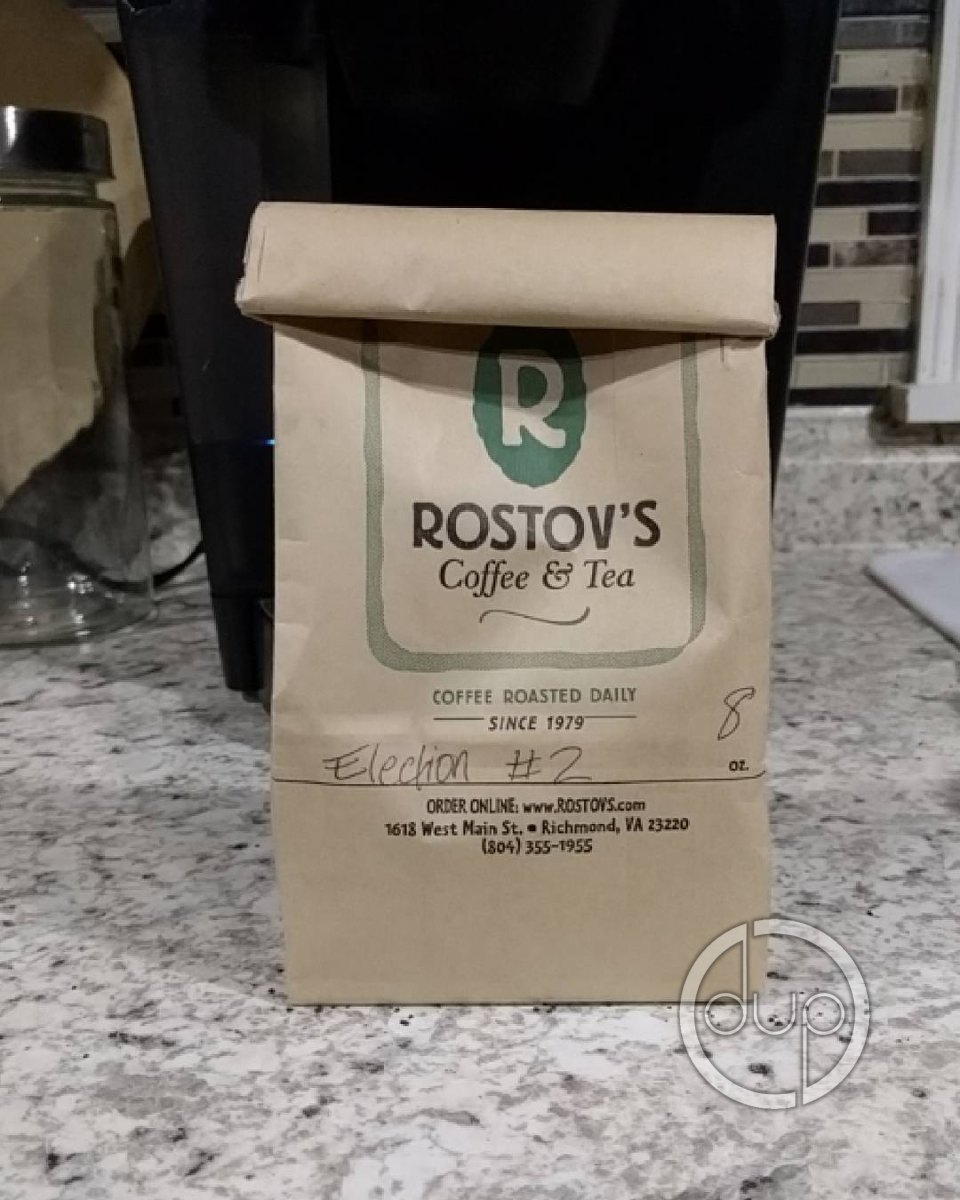 R
ROSTOV'S
Coffee & Tea
COFFEE ROASTED DAILY
SINCE 1979
8
Election #2 oz.
ORDER ONLINE: www.ROSTOVS.com
1618 West Main St. • Richmond, VA 23220
(804) 355-1955
dup